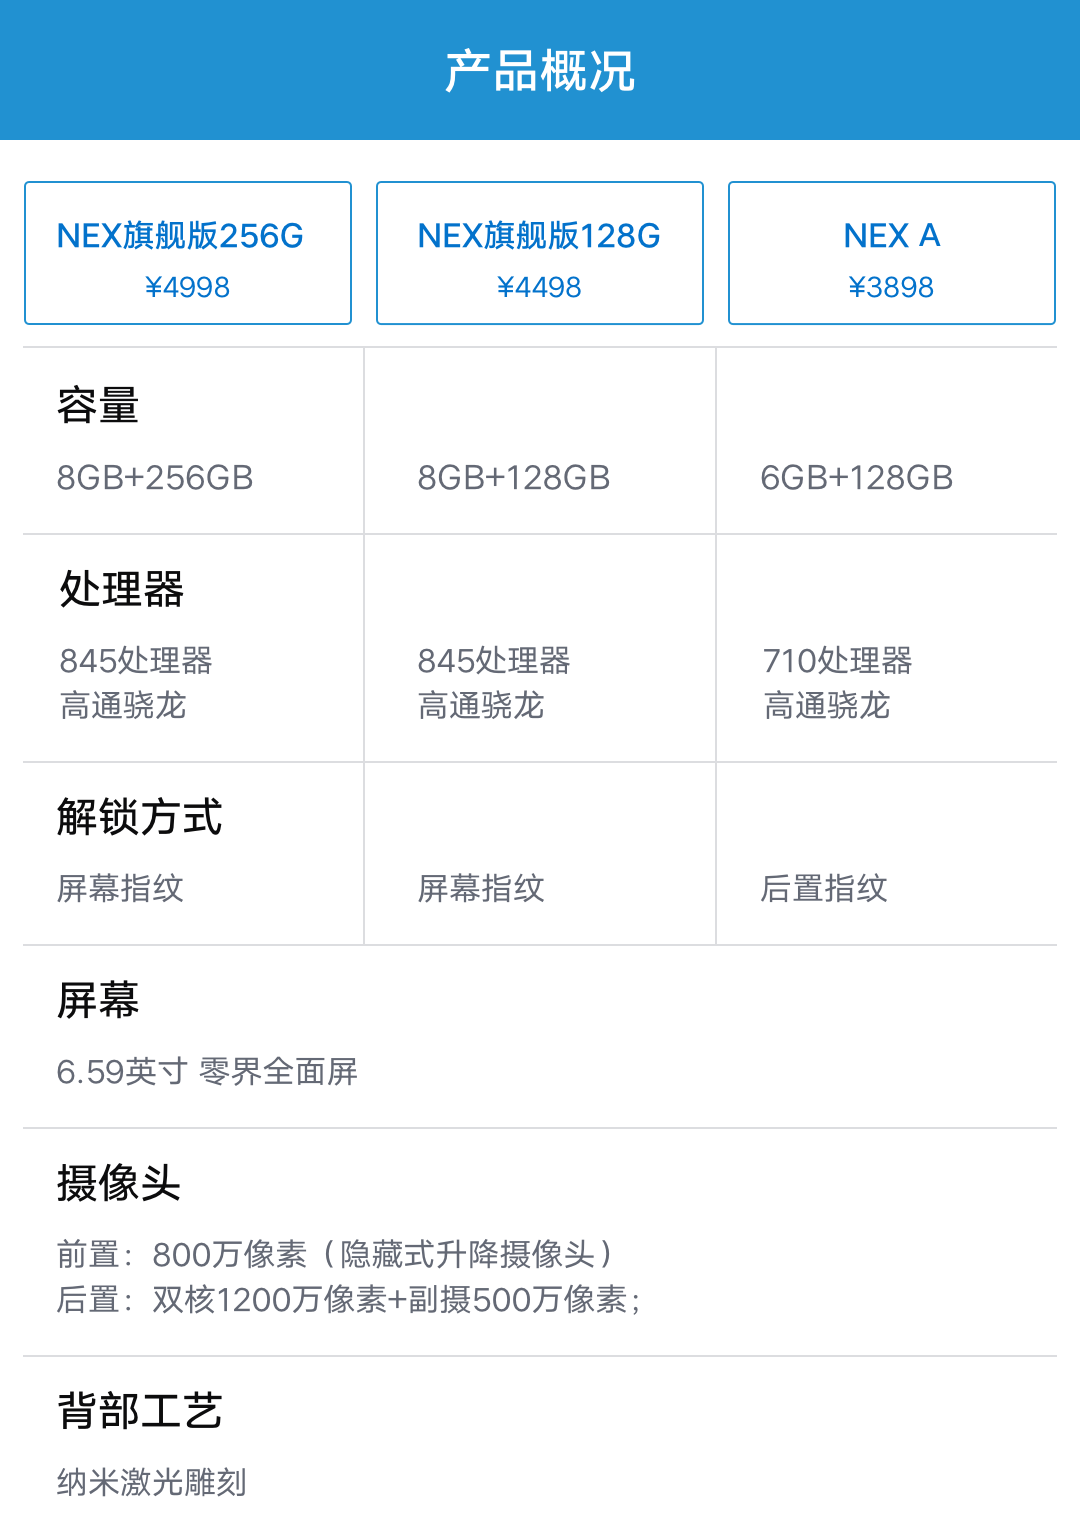 产品概况
NEX旗舰版256G
¥4998
NEX旗舰版128G
¥4498
NEX A
¥3898
容量
8GB+256GB
8GB+128GB
6GB+128GB
处理器
845处理器
高通骁龙
845处理器
高通骁龙
710处理器
高通骁龙
解锁方式
屏幕指纹
屏幕指纹
后置指纹
屏幕
6.59英寸 零界全面屏
摄像头
前置：800万像素（隐藏式升降摄像头）
后置：双核1200万像素+副摄500万像素；
背部工艺
纳米激光雕刻